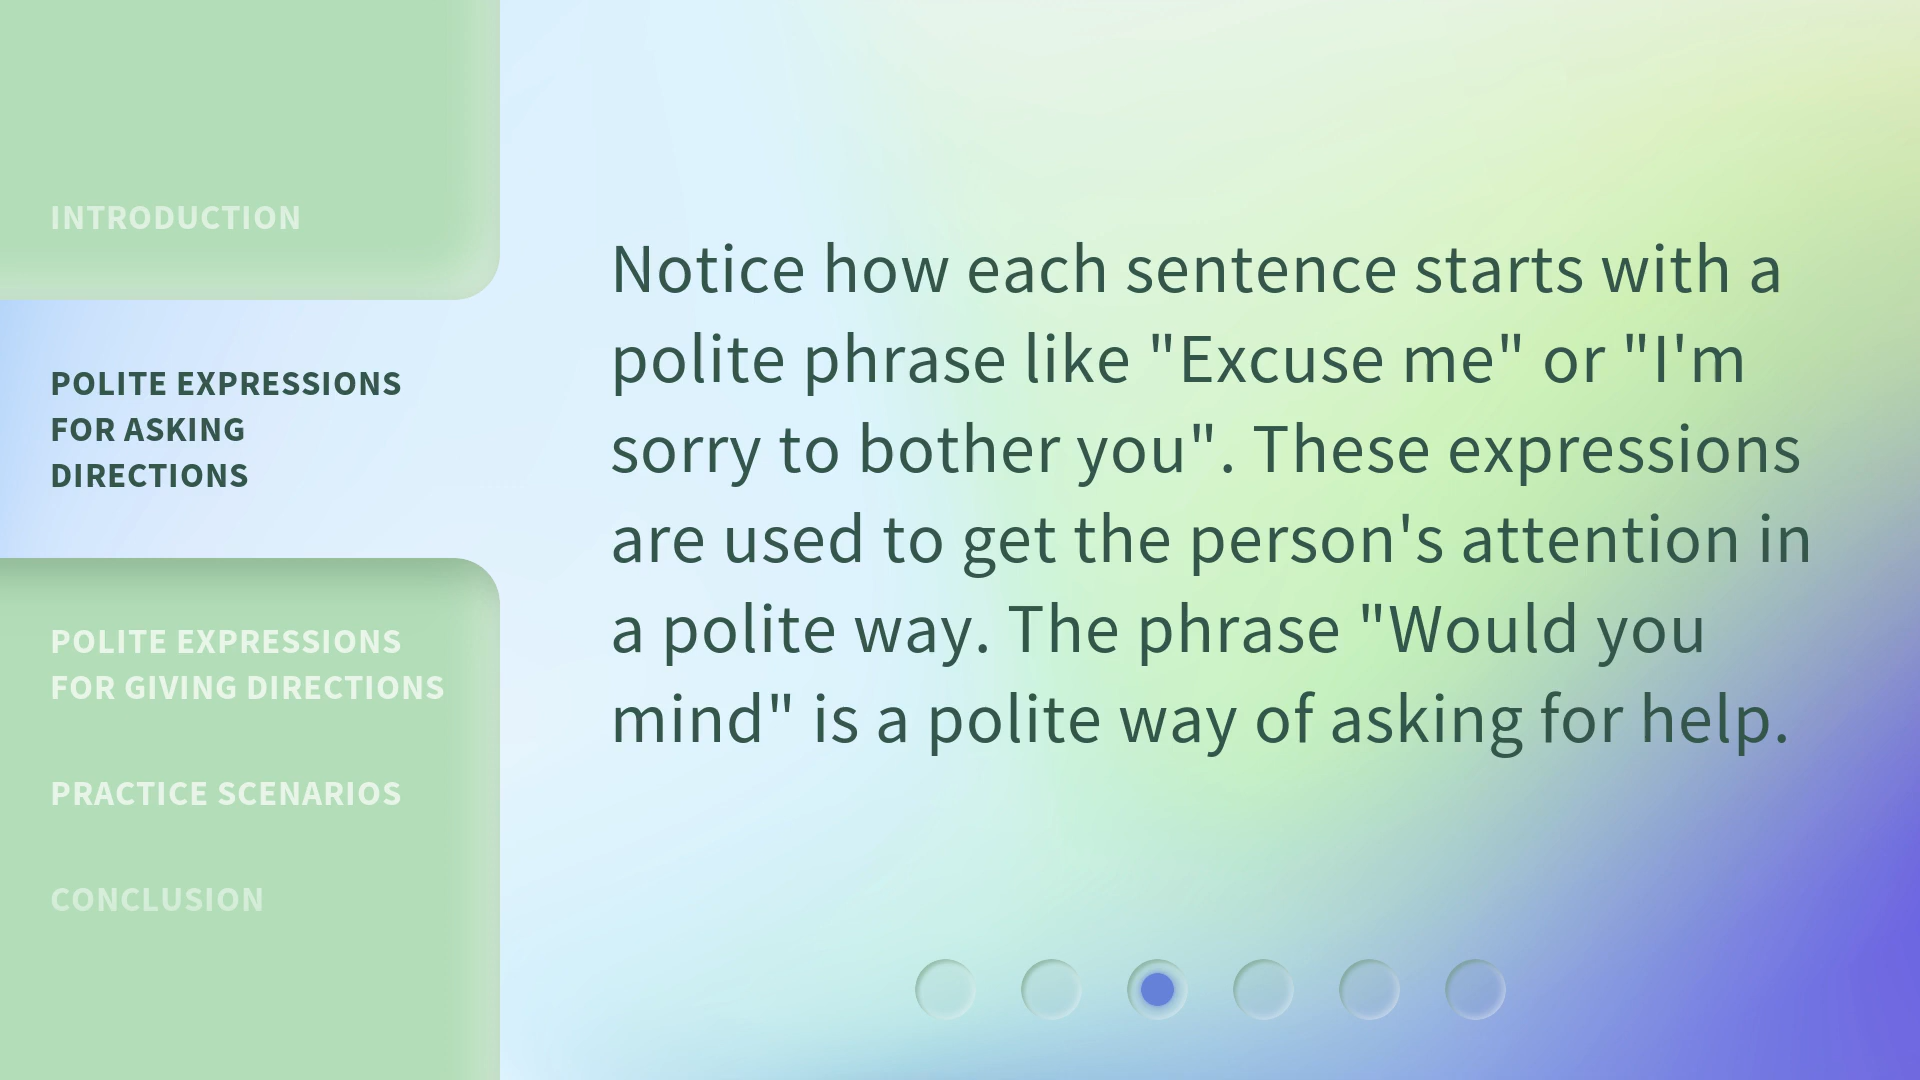 INTRODUCTION
POLITE EXPRESSIONS
FOR ASKING
DIRECTIONS
POLITE EXPRESSIONS
FOR GIVING DIRECTIONS
PRACTICE SCENARIOS
CONCLUSION
Notice how each sentence starts with a
polite phrase like "Excuse me" or "I'm
sorry to bother you". These expressions
are used to get the person's attention in
a polite way. The phrase "Would you
mind" is a polite way of asking for help.